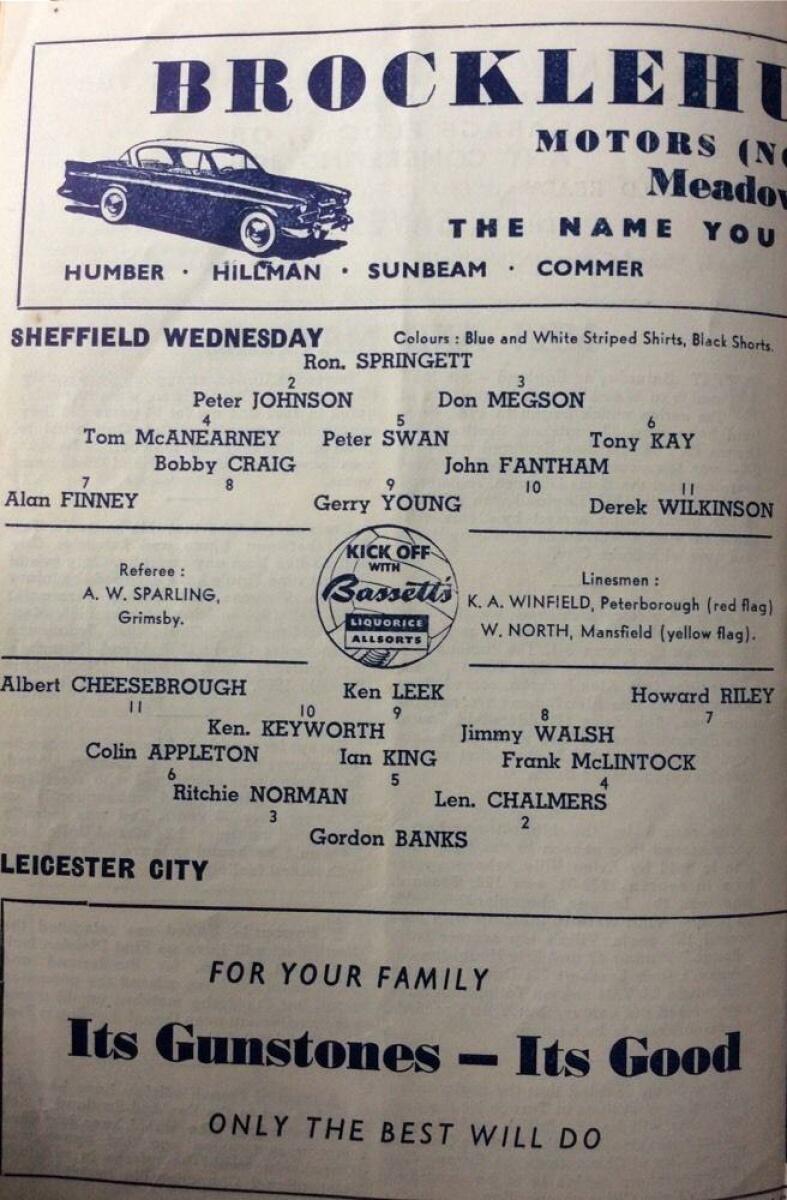 BROCKLEHU
MOTORS (NO
Meadow
THE NAME YOU
HUMBER · HILLMAN · SUNBEAM · COMMER
SHEFFIELD WEDNESDAY Colours : Blue and White Striped Shirts, Black Shorts.
Ron. SPRINGETT
2 3
Peter JOHNSON Don MEGSON
4 5 6
Tom McANEARNEY Peter SWAN Tony KAY
Bobby CRAIG John FANTHAM
7 8 9 10 11
Alan FINNEY Gerry YOUNG Derek WILKINSON
Referee :
A. W. SPARLING,
Grimsby.
KICK OFF
WITH
Bassett's
LIQUORICE
ALLSORTS
Linesmen :
K. A. WINFIELD, Peterborough (red flag)
W. NORTH, Mansfield (yellow flag).
Albert CHEESEBROUGH Ken LEEK Howard RILEY
11 10 9 8 7
Ken. KEYWORTH Jimmy WALSH
Colin APPLETON Ian KING Frank McLINTOCK
6 5 4
Ritchie NORMAN Len. CHALMERS
3 2
Gordon BANKS
LEICESTER CITY
FOR YOUR FAMILY
Its Gunstones — Its Good
ONLY THE BEST WILL DO